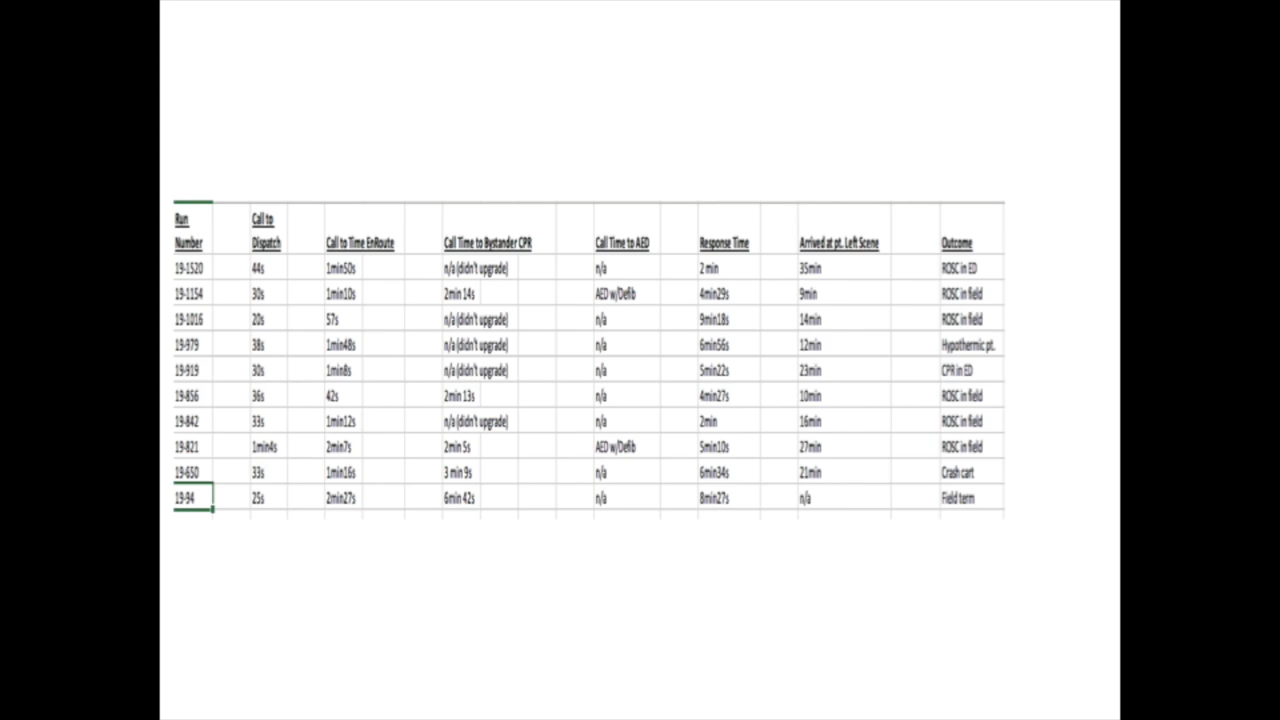 Run Number Call to Dispatch Call to Time EnRoute Call Time to Bystander CPR Call Time to AED Response Time Arrived at pt. Left Scene Outcome
19-1520 44s 1min50s n/a (didn't upgrade) n/a 2 min 35min ROSC in ED
19-1154 30s 1min10s 2min 14s AED w/Defib 4min29s 9min ROSC in field
19-1016 20s 57s n/a (didn't upgrade) n/a 9min18s 14min ROSC in field
19-979 38s 1min48s n/a (didn't upgrade) n/a 6min56s 12min Hypothermic pt.
19-919 30s 1min8s n/a (didn't upgrade) n/a 5min22s 23min CPR in ED
19-856 36s 42s 2min 13s n/a 4min27s 10min ROSC in field
19-842 33s 1min12s n/a (didn't upgrade) n/a 2min 16min ROSC in field
19-821 1min4s 2min7s 2min 5s AED w/Defib 5min10s 27min ROSC in field
19-650 33s 1min16s 3 min 9s n/a 6min34s 21min Crash cart
19-94 25s 2min27s 6min 42s n/a 8min27s n/a Field term